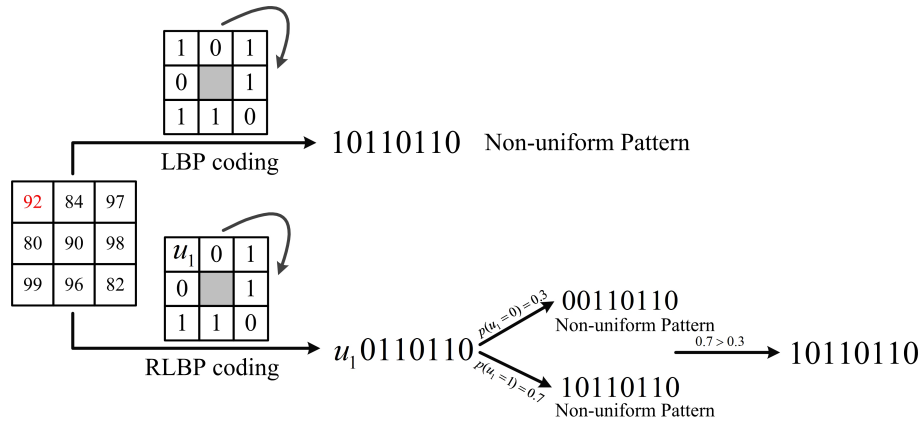 1 0 1
0 1
1 1 0
LBP coding
10110110 Non-uniform Pattern
92 84 97
80 90 98
99 96 82
u1 0 1
0 1
1 1 0
RLBP coding
u10110110
p(u1=0)=0.3
00110110
Non-uniform Pattern
p(u1=1)=0.7
10110110
Non-uniform Pattern
0.7 > 0.3
10110110